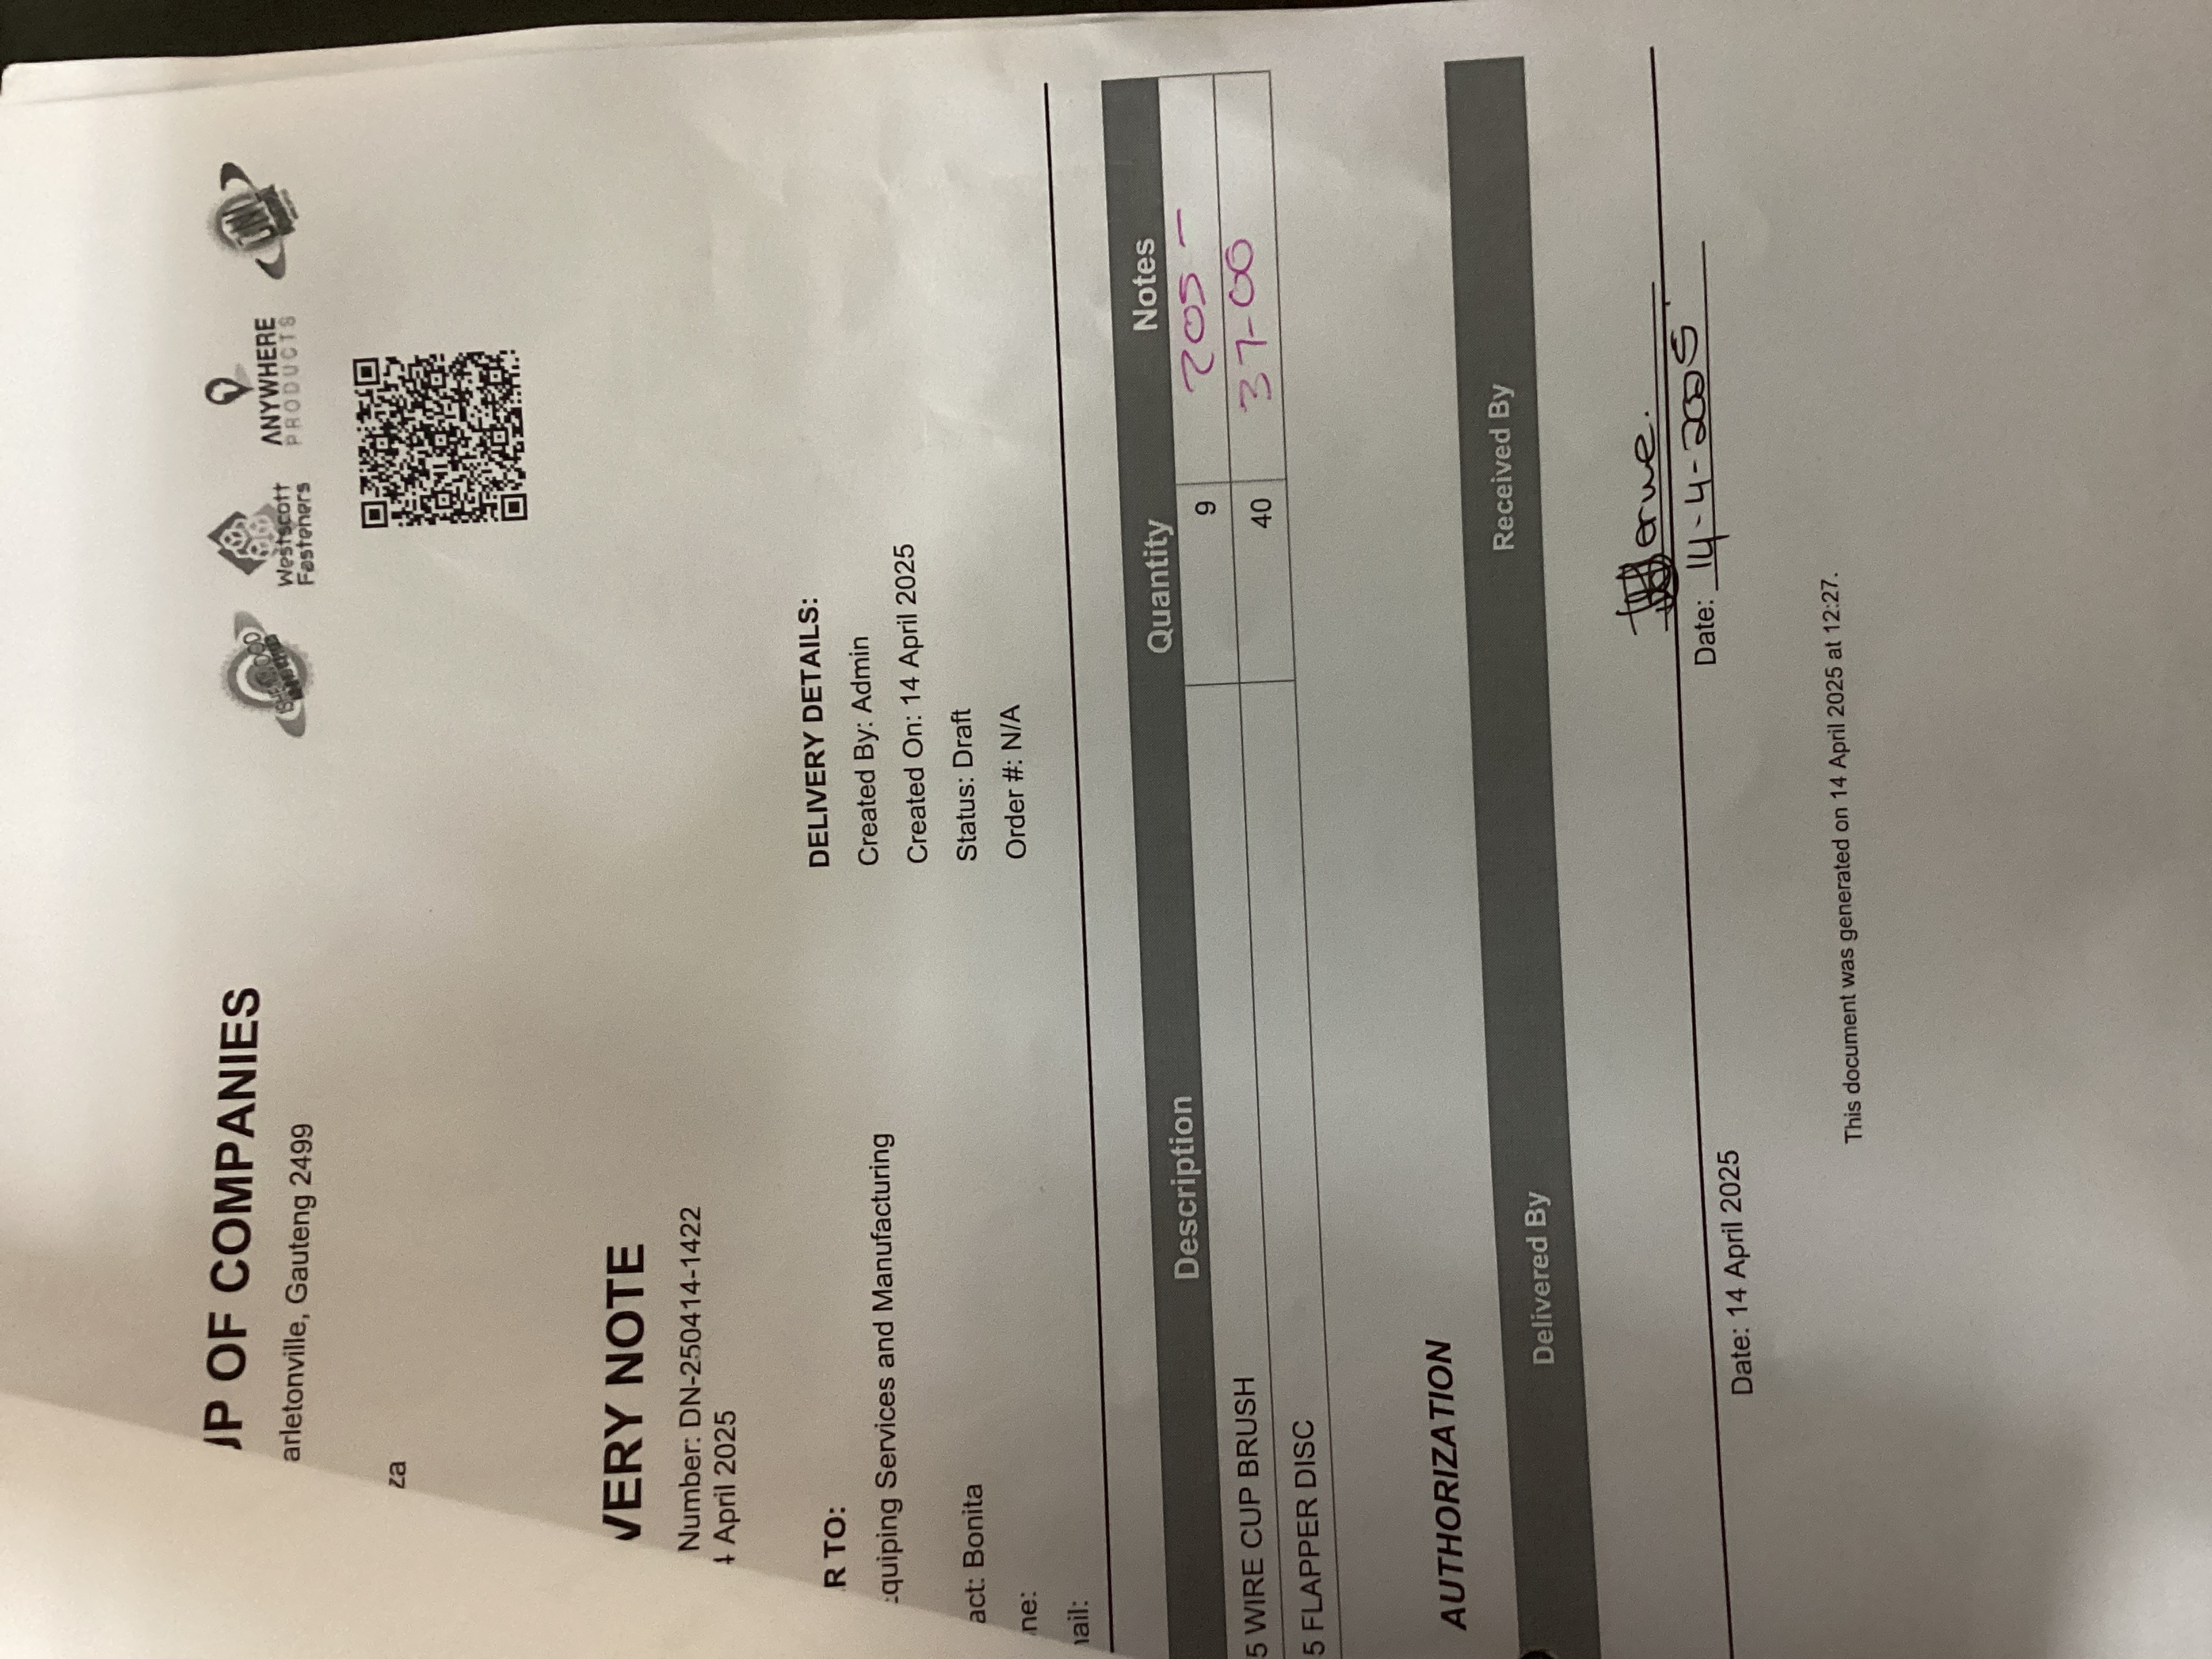 UP OF COMPANIES
arletonville, Gauteng 2499
za
Westscott
Fasteners
ANYWHERE
PRODUCTS
VERY NOTE
Number: DN-250414-1422
4 April 2025
R TO:
Equiping Services and Manufacturing
act: Bonita
ne:
ail:
DELIVERY DETAILS:
Created By: Admin
Created On: 14 April 2025
Status: Draft
Order #: N/A
Description Quantity Notes
5 WIRE CUP BRUSH 9 205 -
5 FLAPPER DISC 40 37-00
AUTHORIZATION
Delivered By Received By
Date: 14 April 2025
Date: 14-4-2025
This document was generated on 14 April 2025 at 12:27.